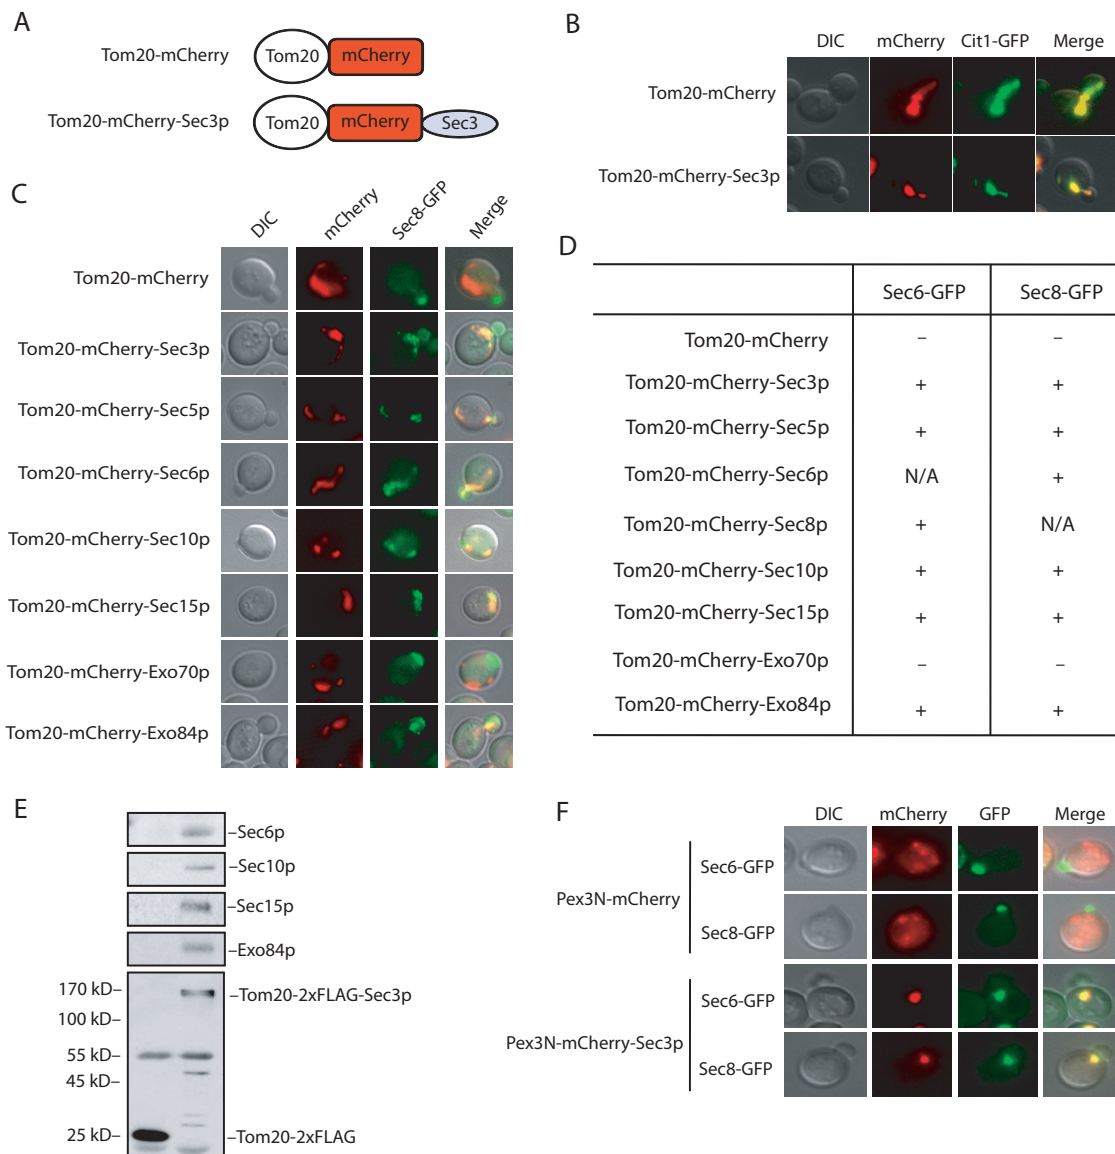 A
Tom20-mCherry
Tom20 mCherry
Tom20-mCherry-Sec3p
Tom20 mCherry Sec3
B
DIC mCherry Cit1-GFP Merge
Tom20-mCherry
Tom20-mCherry-Sec3p
C
DIC mCherry Sec8-GFP Merge
Tom20-mCherry
Tom20-mCherry-Sec3p
Tom20-mCherry-Sec5p
Tom20-mCherry-Sec6p
Tom20-mCherry-Sec10p
Tom20-mCherry-Sec15p
Tom20-mCherry-Exo70p
Tom20-mCherry-Exo84p
D
Sec6-GFP Sec8-GFP
Tom20-mCherry – –
Tom20-mCherry-Sec3p + +
Tom20-mCherry-Sec5p + +
Tom20-mCherry-Sec6p N/A +
Tom20-mCherry-Sec8p + N/A
Tom20-mCherry-Sec10p + +
Tom20-mCherry-Sec15p + +
Tom20-mCherry-Exo70p – –
Tom20-mCherry-Exo84p + +
E
–Sec6p
–Sec10p
–Sec15p
–Exo84p
170 kD– –Tom20-2xFLAG-Sec3p
100 kD–
55 kD–
45 kD–
25 kD– –Tom20-2xFLAG
F
DIC mCherry GFP Merge
Pex3N-mCherry
Sec6-GFP
Sec8-GFP
Pex3N-mCherry-Sec3p
Sec6-GFP
Sec8-GFP